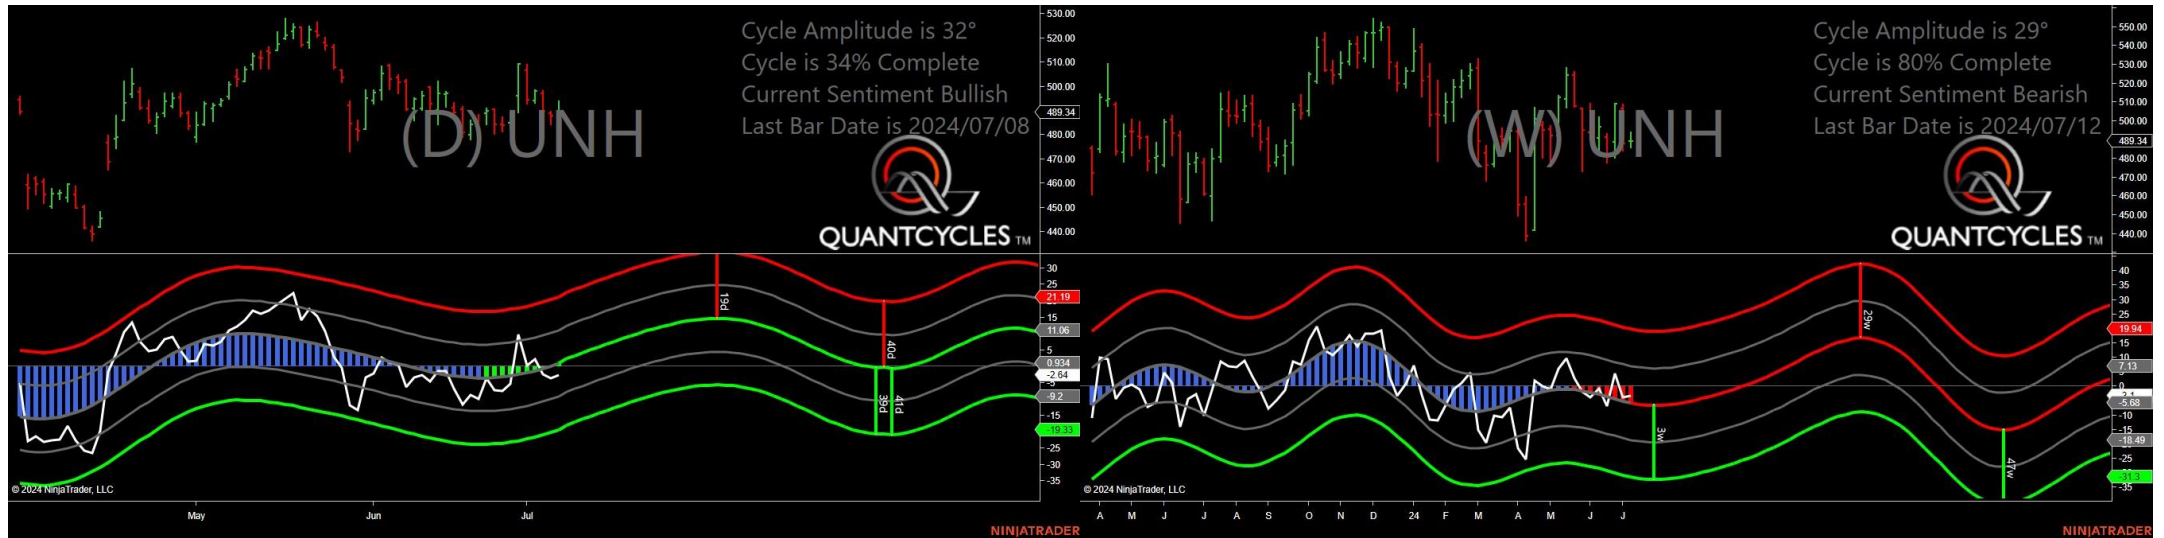 530.00
520.00
500.00
489.34
480.00
470.00
460.00
450.00
440.00
Cycle Amplitude is 32°
Cycle is 34% Complete
Current Sentiment Bullish
Last Bar Date is 2024/07/08
(D) UNH
QUANTCYCLES TM
30
25
21.19
15
11.06
5
0.934
-2.64
-5
-9.2
-15
-19.33
-25
-30
-35
19d
40d
39d
41d
© 2024 NinjaTrader, LLC
May Jun Jul
NINJATRADER
550.00
540.00
530.00
520.00
510.00
500.00
489.34
480.00
470.00
460.00
450.00
440.00
Cycle Amplitude is 29°
Cycle is 80% Complete
Current Sentiment Bearish
Last Bar Date is 2024/07/12
(W) UNH
QUANTCYCLES TM
40
35
30
25
19.94
15
10
7.13
0
-5.68
-10
-15
-18.49
-25
-31.3
-35
29w
3w
47w
© 2024 NinjaTrader, LLC
A M J J A S O N D 24 F M A M J J
NINJATRADER